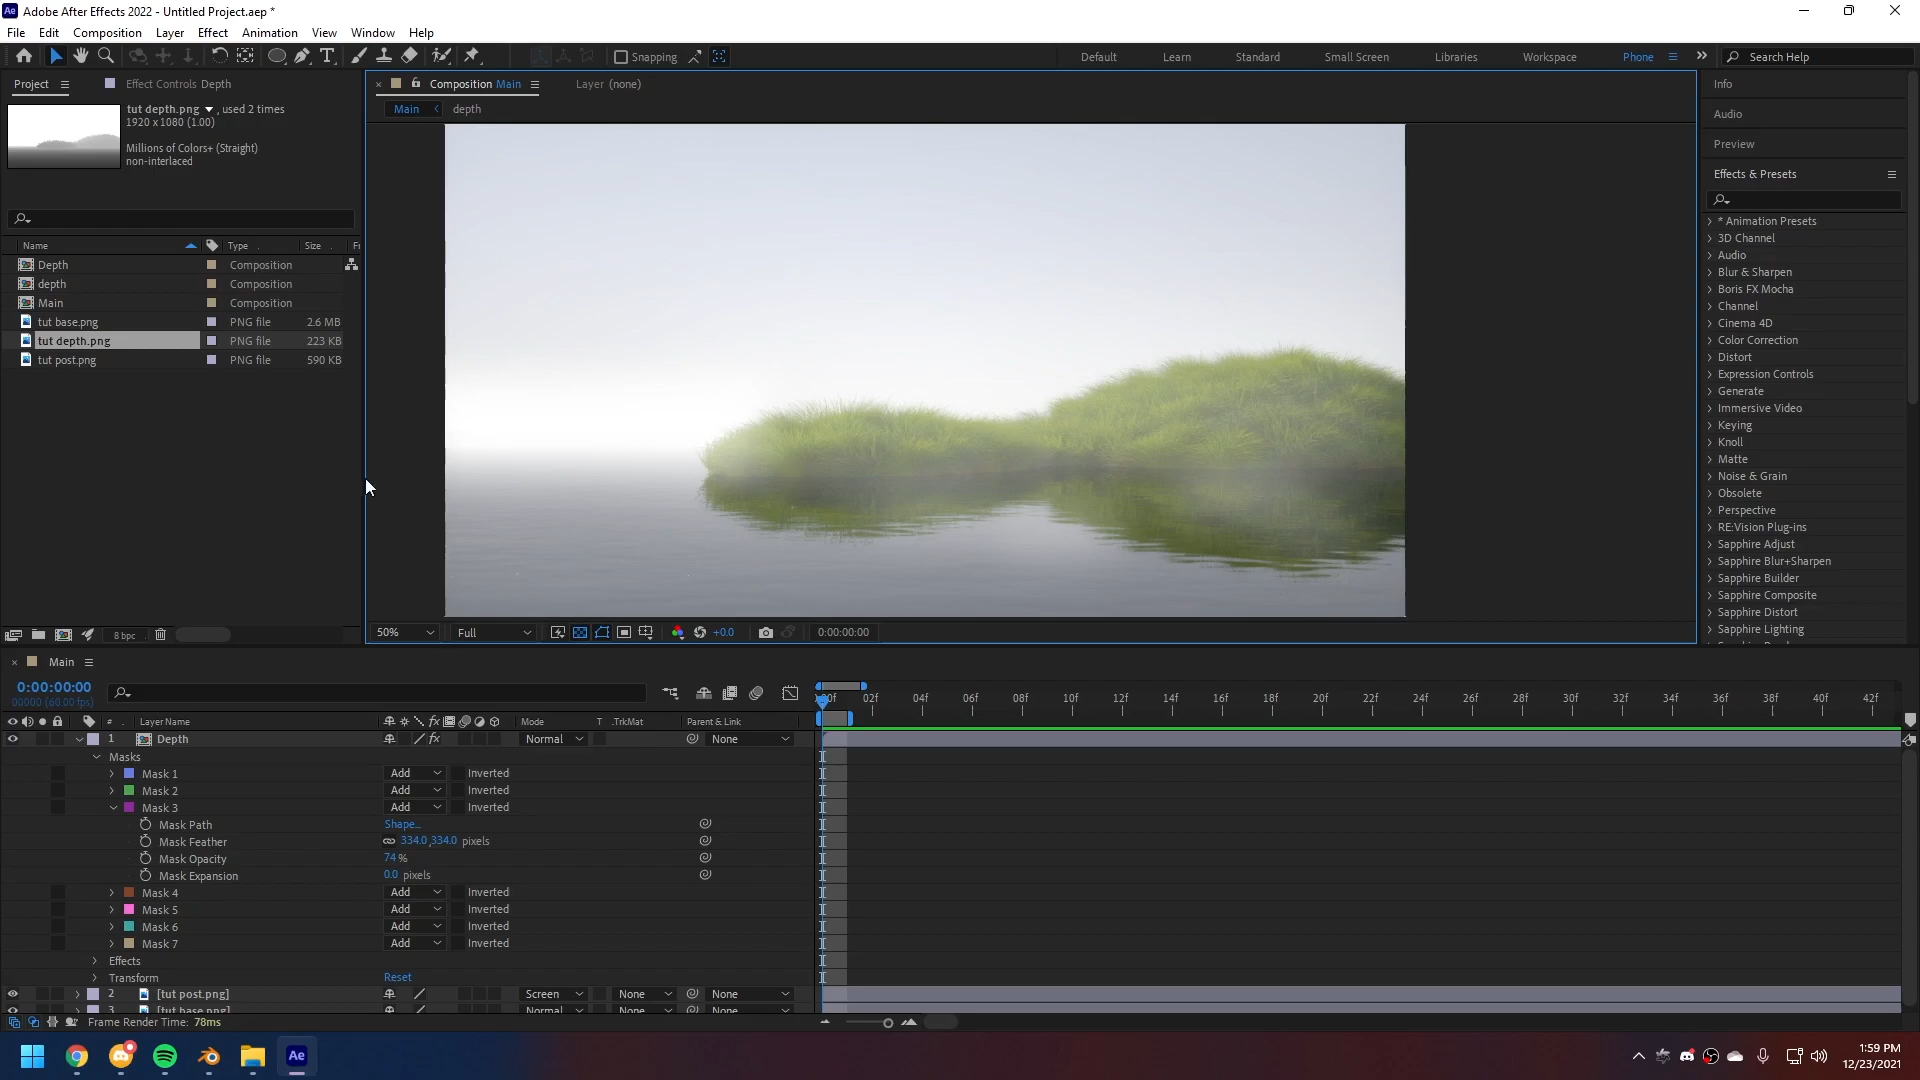 Adobe After Effects 2022 - Untitled Project.aep *
File Edit Composition Layer Effect Animation View Window Help
Snapping
Default Learn Standard Small Screen Libraries Workspace Phone
Search Help
Project
Effect Controls Depth
Composition Main
Layer (none)
Main depth
tut depth.png , used 2 times
1920 x 1080 (1.00)
Millions of Colors+ (Straight)
non-interlaced
Name Type Size
Depth Composition
depth Composition
Main Composition
tut base.png PNG file 2.6 MB
tut depth.png PNG file 223 KB
tut post.png PNG file 590 KB
8 bpc
50% Full +0.0 0:00:00:00
Info
Audio
Preview
Effects & Presets
* Animation Presets
3D Channel
Audio
Blur & Sharpen
Boris FX Mocha
Channel
Cinema 4D
Color Correction
Distort
Expression Controls
Generate
Immersive Video
Keying
Knoll
Matte
Noise & Grain
Obsolete
Perspective
RE:Vision Plug-ins
Sapphire Adjust
Sapphire Blur+Sharpen
Sapphire Builder
Sapphire Composite
Sapphire Distort
Sapphire Lighting
Main
0:00:00:00
00000 (60.00 fps)
02f 04f 06f 08f 10f 12f 14f 16f 18f 20f 22f 24f 26f 28f 30f 32f 34f 36f 38f 40f 42f
# Layer Name Mode T .TrkMat Parent & Link
1 Depth Normal None
Masks
Mask 1 Add Inverted
Mask 2 Add Inverted
Mask 3 Add Inverted
Mask Path Shape...
Mask Feather 334.0,334.0 pixels
Mask Opacity 74 %
Mask Expansion 0.0 pixels
Mask 4 Add Inverted
Mask 5 Add Inverted
Mask 6 Add Inverted
Mask 7 Add Inverted
Effects
Transform Reset
2 [tut post.png] Screen None None
3 [tut base.png] Normal None None
Frame Render Time: 78ms
Ae
1:59 PM
12/23/2021